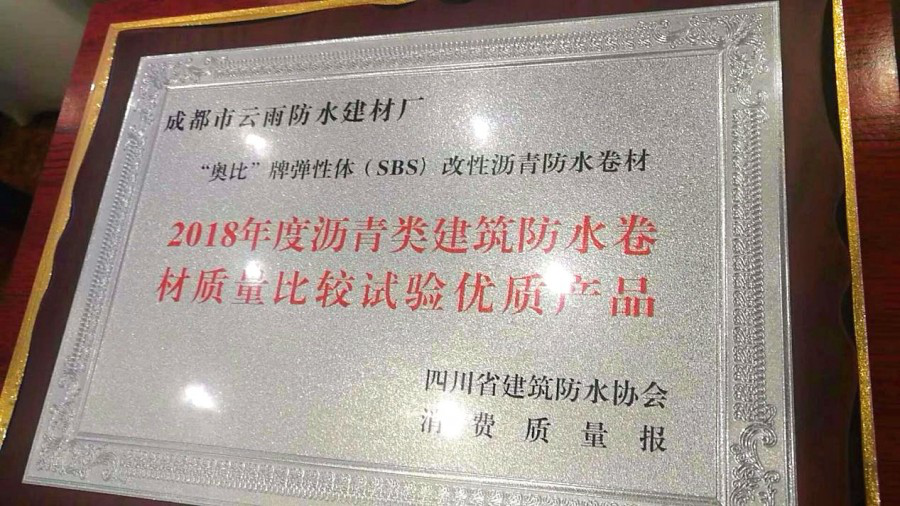 成都市云雨防水建材厂
“奥比”牌弹性体（SBS）改性沥青防水卷材
2018年度沥青类建筑防水卷
材质量比较试验优质产品
四川省建筑防水协会
消费质量报